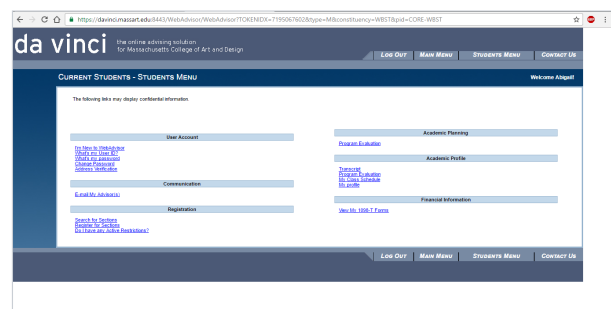 https://davinci.massart.edu:8443/WebAdvisor/WebAdvisor?TOKENIDX=7195067602&type=M&constituency=WBST&pid=CORE-WBST
da vinci
the online advising solution
for Massachusetts College of Art and Design
LOG OUT MAIN MENU STUDENTS MENU CONTACT US
CURRENT STUDENTS - STUDENTS MENU
Welcome Abigail!
The following links may display confidential information.
User Account
I'm New to WebAdvisor
What's my User ID?
What's my password
Change Password
Address Verification
Communication
E-mail My Advisor(s)
Registration
Search for Sections
Register for Sections
Do I have any Active Restrictions?
Academic Planning
Program Evaluation
Academic Profile
Transcript
Program Evaluation
My Class Schedule
My profile
Financial Information
View My 1098-T Forms
LOG OUT MAIN MENU STUDENTS MENU CONTACT US